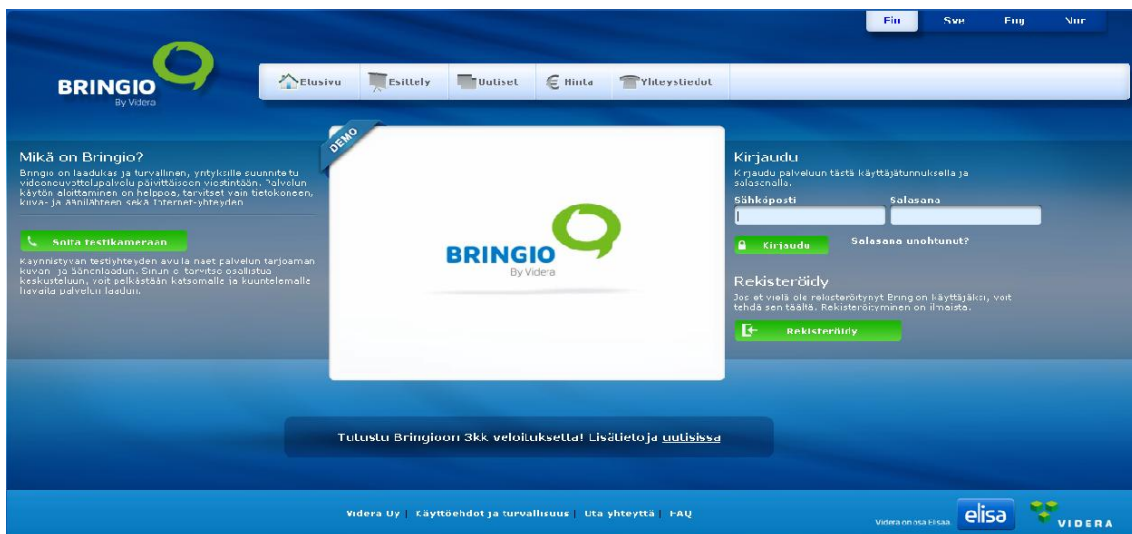 Fin Sve Eng Nor
BRINGIO
By Videra
Etusivu Esittely Uutiset Hinta Yhteystiedot
DEMO
Mikä on Bringio?
Bringio on laadukas ja turvallinen, yrityksille suunniteltu
videoneuvottelupalvelu päivittäiseen viestintään. Palvelun
käytön aloittaminen on helppoa, tarvitset vain tietokoneen,
kuva- ja äänilähteen sekä Internet-yhteyden
Soita testikameraan
Käynnistyvän testiyhteyden avulla näet palvelun tarjoaman
kuvan- ja äänenlaadun. Sinun ei tarvitse osallistua
keskusteluun, voit pelkästään katsomalla ja kuuntelemalla
havaita palvelun laadun.
BRINGIO
By Videra
Kirjaudu
Kirjaudu palveluun tästä käyttäjätunnuksella ja
salasanalla.
Sähköposti Salasana
Kirjaudu Salasana unohtunut?
Rekisteröidy
Jos et vielä ole rekisteröitynyt Bringion käyttäjäksi, voit
tehdä sen täältä. Rekisteröityminen on ilmaista.
Rekisteröidy
Tutustu Bringioon 3kk veloituksetta! Lisätietoja uutisissa
Videra Oy | Käyttöehdot ja turvallisuus | Ota yhteyttä | FAQ
Videra on osa Elisaa elisa VIDERA